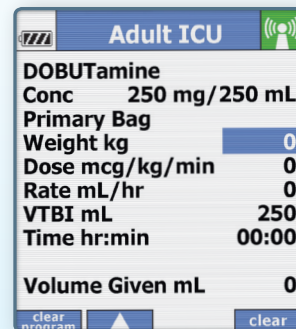 Adult ICU
DOBUTamine
Conc 250 mg/250 mL
Primary Bag
Weight kg 0
Dose mcg/kg/min 0
Rate mL/hr 0
VTBI mL 250
Time hr:min 00:00
Volume Given mL 0
clear program clear